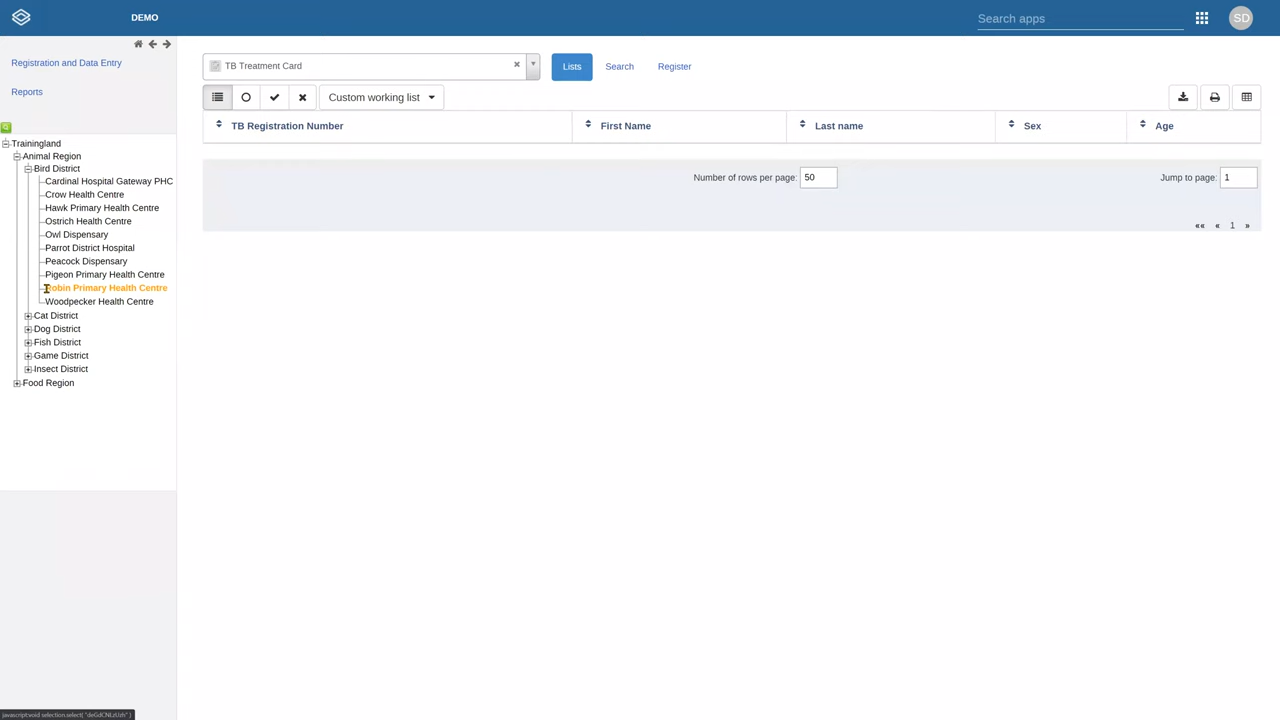 DEMO
Search apps
SD
Registration and Data Entry
Reports
TB Treatment Card
Lists
Search
Register
Custom working list
TB Registration Number
First Name
Last name
Sex
Age
Number of rows per page: 50
Jump to page: 1
«« « 1 »
Trainingland
Animal Region
Bird District
Cardinal Hospital Gateway PHC
Crow Health Centre
Hawk Primary Health Centre
Ostrich Health Centre
Owl Dispensary
Parrot District Hospital
Peacock Dispensary
Pigeon Primary Health Centre
Robin Primary Health Centre
Woodpecker Health Centre
Cat District
Dog District
Fish District
Game District
Insect District
Food Region